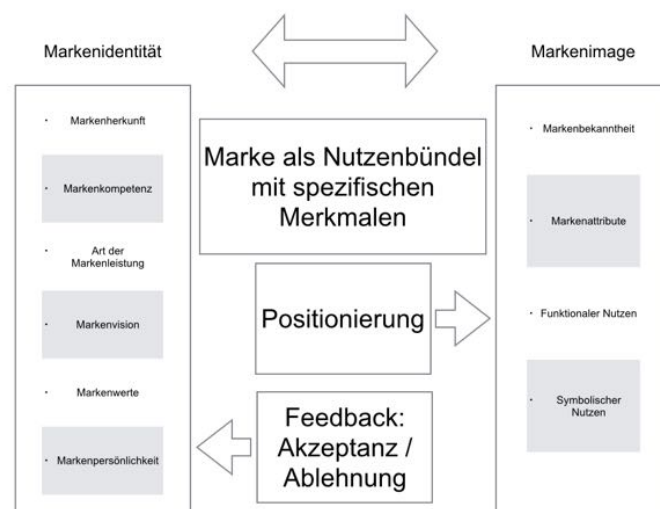 Markenidentität
Markenimage
Markenherkunft
Markenkompetenz
Art der
Markenleistung
Markenvision
Markenwerte
Markenpersönlichkeit
Marke als Nutzenbündel
mit spezifischen
Merkmalen
Positionierung
Feedback:
Akzeptanz /
Ablehnung
Markenbekanntheit
Markenattribute
Funktionaler Nutzen
Symbolischer
Nutzen